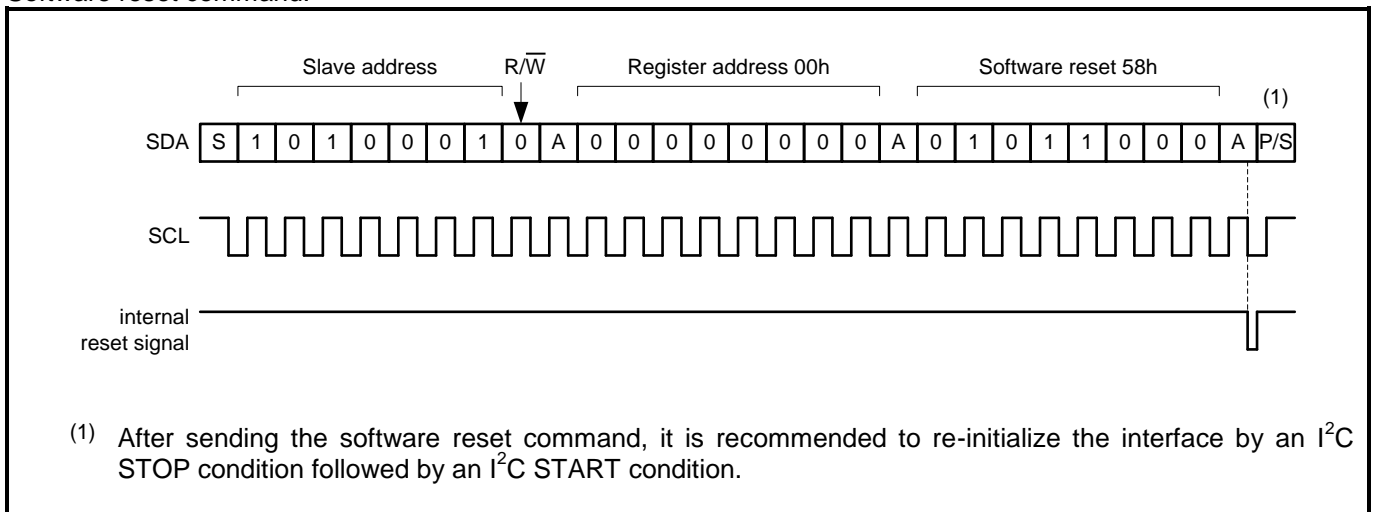 Software reset command:
Slave address R/W Register address 00h Software reset 58h
(1)
SDA S 1 0 1 0 0 0 1 0 A 0 0 0 0 0 0 0 0 A 0 1 0 1 1 0 0 0 A P/S
SCL
internal
reset signal
(1) After sending the software reset command, it is recommended to re-initialize the interface by an I²C
STOP condition followed by an I²C START condition.